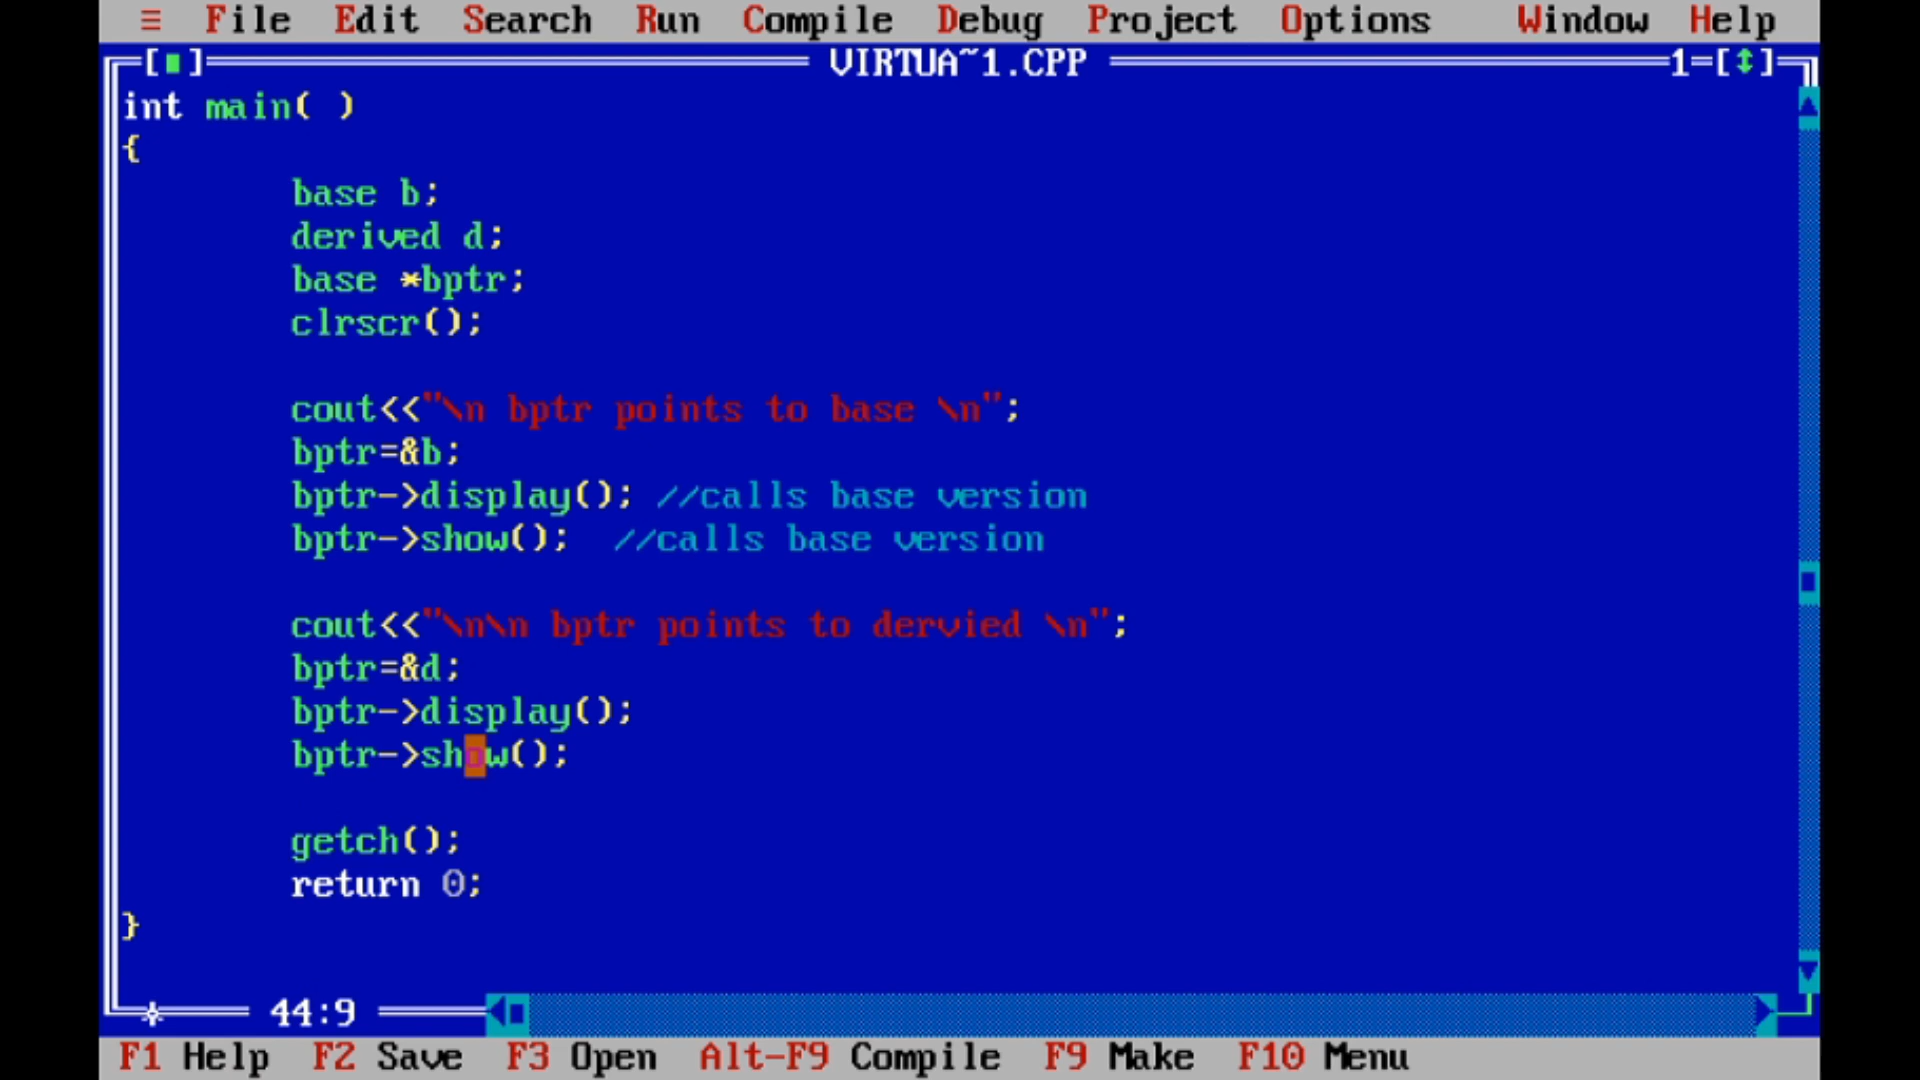 ≡ File Edit Search Run Compile Debug Project Options Window Help
[■] VIRTUA~1.CPP 1=[↕]
int main( )
{
base b;
derived d;
base *bptr;
clrscr();
cout<<"\n bptr points to base \n";
bptr=&b;
bptr->display(); //calls base version
bptr->show(); //calls base version
cout<<"\n\n bptr points to dervied \n";
bptr=&d;
bptr->display();
bptr->show();
getch();
return 0;
}
44:9
F1 Help F2 Save F3 Open Alt-F9 Compile F9 Make F10 Menu